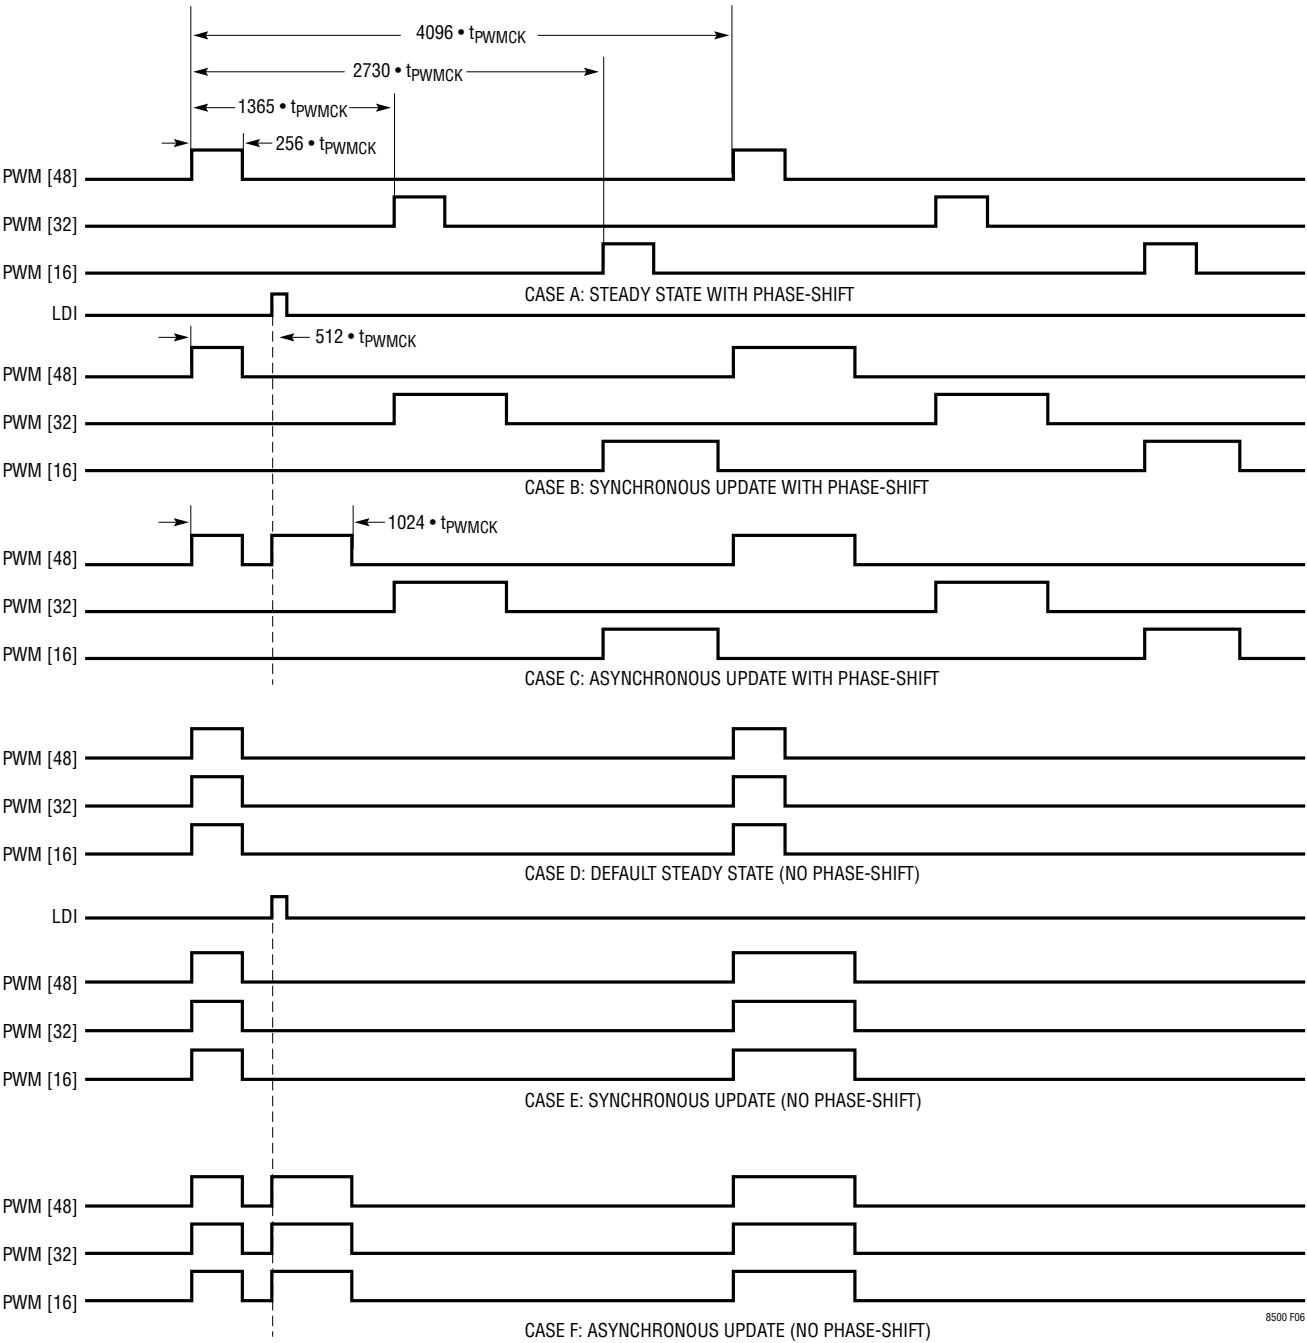 4096 • tPWMCK
2730 • tPWMCK
1365 • tPWMCK
256 • tPWMCK
PWM [48]
PWM [32]
PWM [16]
CASE A: STEADY STATE WITH PHASE-SHIFT
LDI
512 • tPWMCK
PWM [48]
PWM [32]
PWM [16]
CASE B: SYNCHRONOUS UPDATE WITH PHASE-SHIFT
1024 • tPWMCK
PWM [48]
PWM [32]
PWM [16]
CASE C: ASYNCHRONOUS UPDATE WITH PHASE-SHIFT
PWM [48]
PWM [32]
PWM [16]
CASE D: DEFAULT STEADY STATE (NO PHASE-SHIFT)
LDI
PWM [48]
PWM [32]
PWM [16]
CASE E: SYNCHRONOUS UPDATE (NO PHASE-SHIFT)
PWM [48]
PWM [32]
PWM [16]
8500 F06
CASE F: ASYNCHRONOUS UPDATE (NO PHASE-SHIFT)